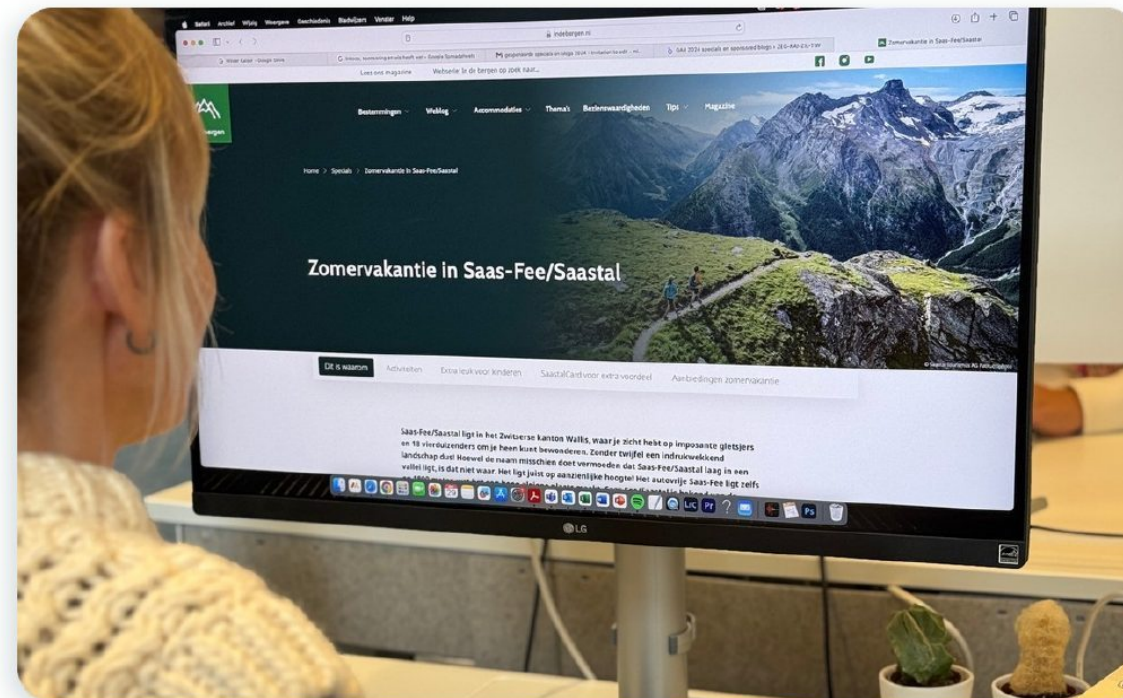 Safari Archief Wijzig Weergave Geschiedenis Bladwijzers Venster Help
indebergen.nl
Zomervakantie in Saas-Fee/Saastal
Lees ons magazine Webserie In de bergen op zoek naar...
bergen
Bestemmingen Weblog Accommodaties Thema's Bezienswaardigheden Tips Magazine
Home > Specials > Zomervakantie in Saas-Fee/Saastal
Zomervakantie in Saas-Fee/Saastal
Dit is waarom Activiteiten Extra leuk voor kinderen SaastalCard voor extra voordeel Aanbiedingen zomervakantie
Saas-Fee/Saastal ligt in het Zwitserse kanton Wallis, waar je zicht hebt op imposante gletsjers
en 18 vierduizenders om je heen kunt bewonderen. Zonder twijfel een indrukwekkend
landschap dus! Hoewel de naam misschien doet vermoeden dat Saas-Fee/Saastal laag in een
vallei ligt, is dat niet waar. Het ligt juist op aanzienlijke hoogte! Het autovrije Saas-Fee ligt zelfs
LrC Pr Ps
LG